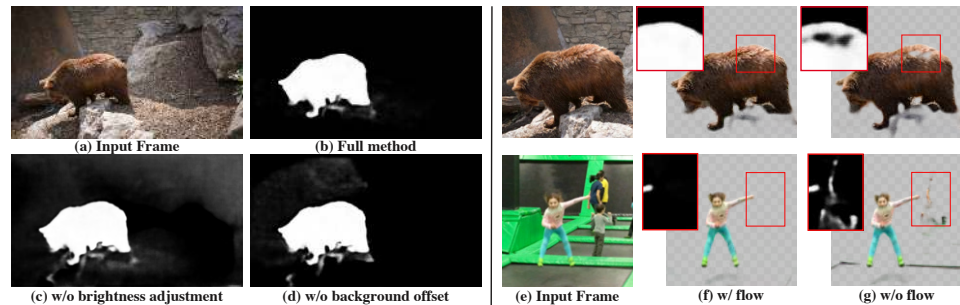 (a) Input Frame
(b) Full method
(c) w/o brightness adjustment
(d) w/o background offset
(e) Input Frame
(f) w/ flow
(g) w/o flow